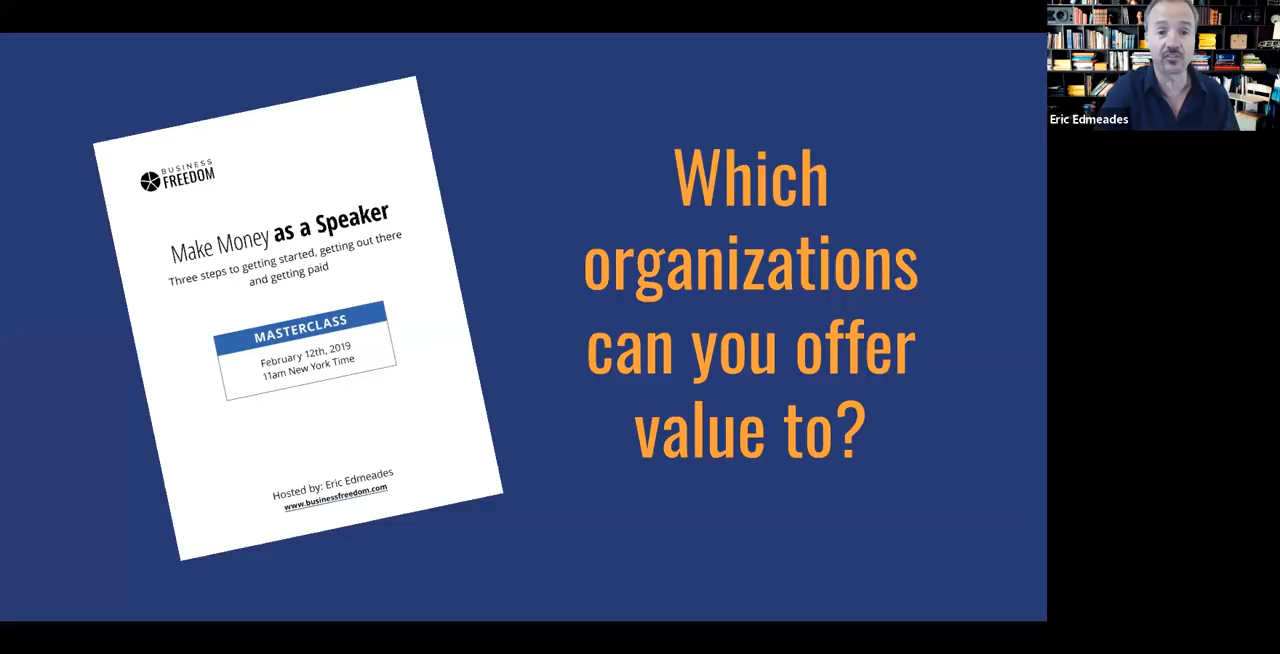 BUSINESS
FREEDOM
Make Money as a Speaker
Three steps to getting started, getting out there
and getting paid
MASTERCLASS
February 12th, 2019
11am New York Time
Hosted by: Eric Edmeades
www.businessfreedom.com
Which
organizations
can you offer
value to?
Eric Edmeades